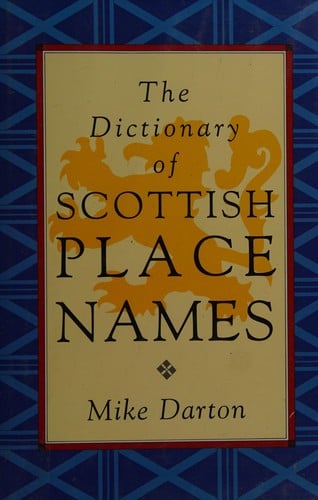 The
Dictionary
of
SCOTTISH
PLACE
NAMES
Mike Darton